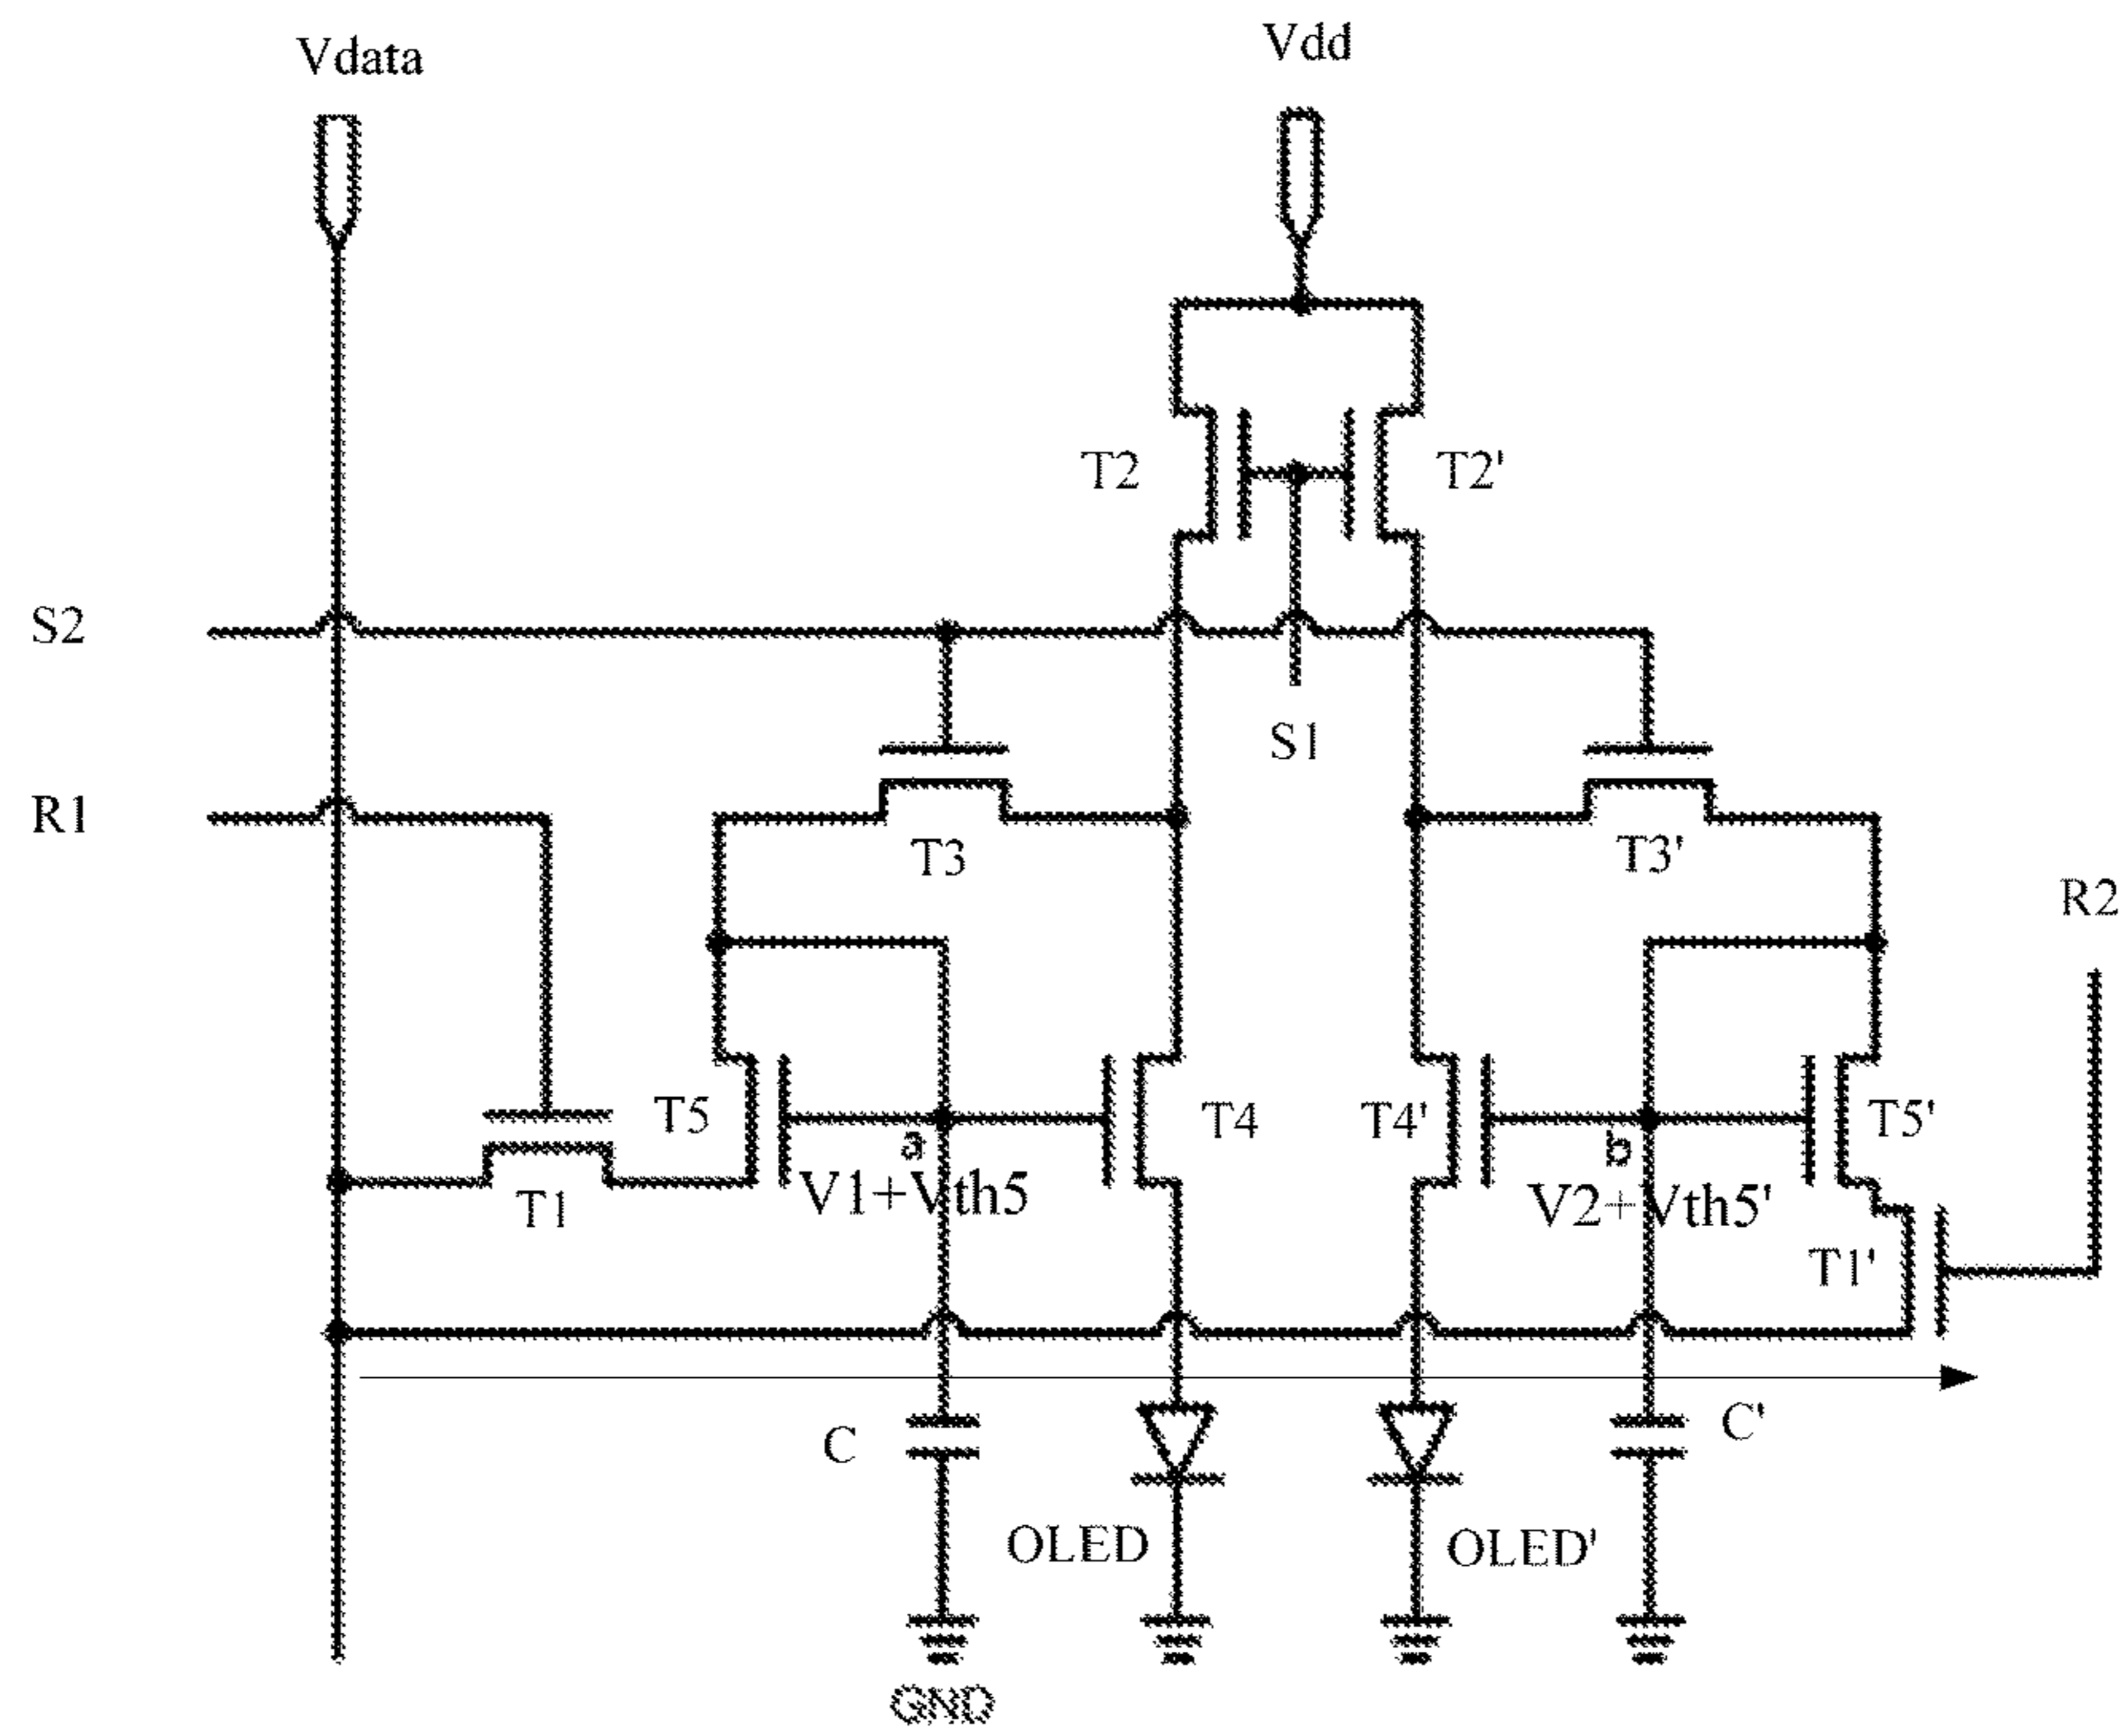 Vdata
Vdd
T2
T2'
S2
S1
R1
T3
T3'
R2
T5
T4
T4'
T5'
a
b
V1+Vth5
V2+Vth5'
T1
T1'
C
C'
OLED
OLED'
GND